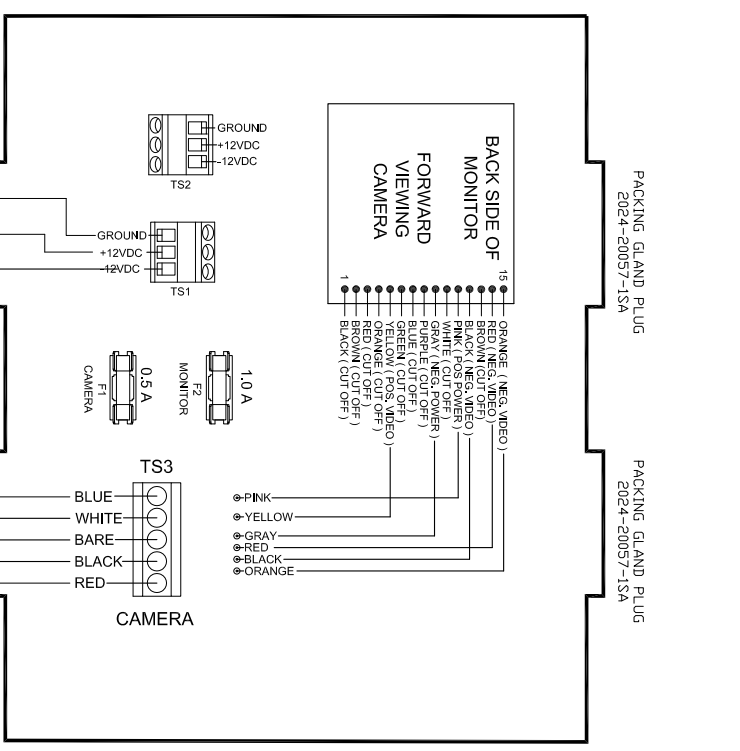 GROUND
+12VDC
-12VDC
TS2
GROUND
+12VDC
-12VDC
TS1
BACK SIDE OF
MONITOR
FORWARD
VIEWING
CAMERA
1
15
ORANGE ( NEG. VIDEO )
RED ( NEG. VIDEO )
BROWN (CUT OFF)
BLACK ( NEG. VIDEO )
PINK ( POS POWER )
WHITE ( CUT OFF )
GRAY ( NEG. POWER )
PURPLE ( CUT OFF )
BLUE ( CUT OFF )
GREEN ( CUT OFF )
YELLOW ( POS. VIDEO )
ORANGE ( CUT OFF )
RED ( CUT OFF )
BROWN ( CUT OFF )
BLACK ( CUT OFF )
PACKING GLAND PLUG
2024-20057-1SA
0.5 A
F1
CAMERA
1.0 A
F2
MONITOR
TS3
BLUE
WHITE
BARE
BLACK
RED
CAMERA
PINK
YELLOW
GRAY
RED
BLACK
ORANGE
PACKING GLAND PLUG
2024-20057-1SA